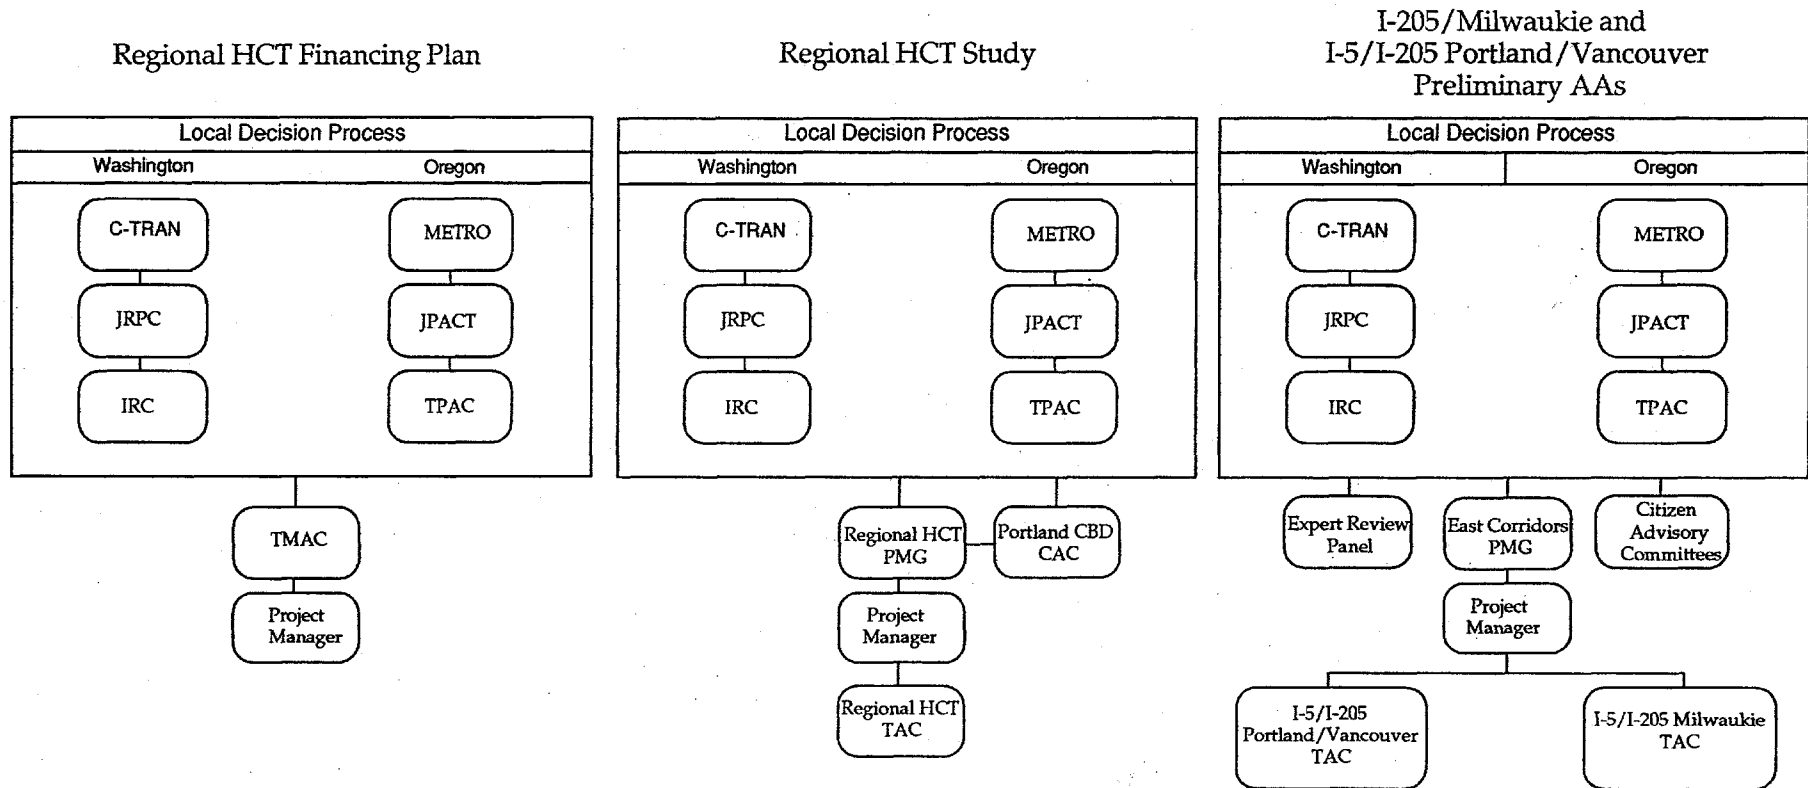 Regional HCT Financing Plan
Local Decision Process
Washington
Oregon
C-TRAN
METRO
JRPC
JPACT
IRC
TPAC
TMAC
Project
Manager
Regional HCT Study
Local Decision Process
Washington
Oregon
C-TRAN
METRO
JRPC
JPACT
IRC
TPAC
Regional HCT
PMG
Portland CBD
CAC
Project
Manager
Regional HCT
TAC
I-205/Milwaukie and
I-5/I-205 Portland/Vancouver
Preliminary AAs
Local Decision Process
Washington
Oregon
C-TRAN
METRO
JRPC
JPACT
IRC
TPAC
Expert Review
Panel
East Corridors
PMG
Citizen
Advisory
Committees
Project
Manager
I-5/I-205
Portland/Vancouver
TAC
I-5/I-205 Milwaukie
TAC